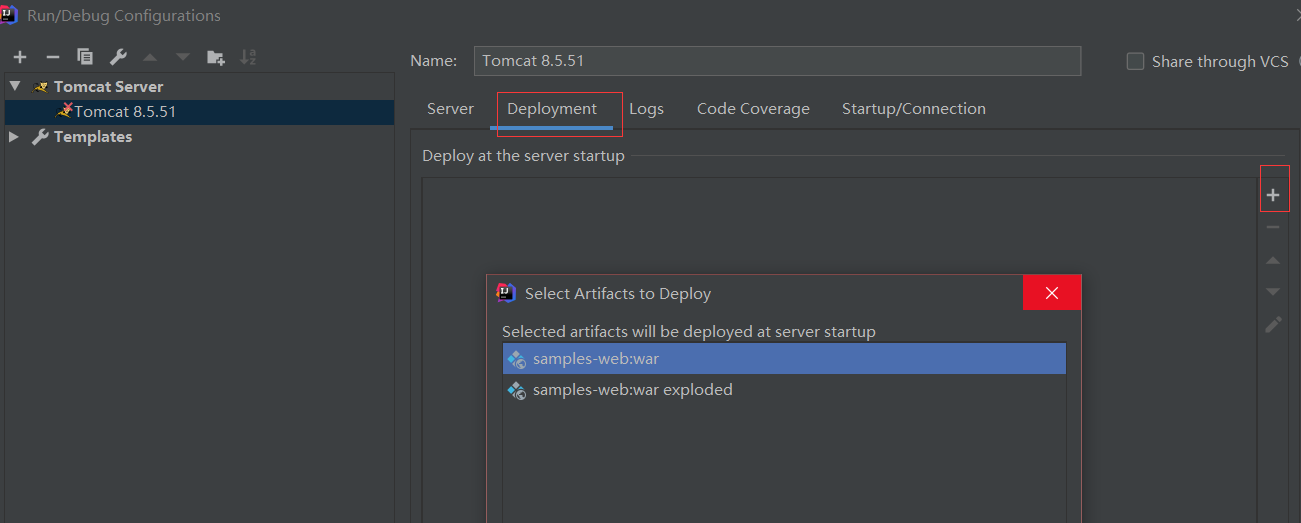 Run/Debug Configurations
Name: Tomcat 8.5.51
Share through VCS
Tomcat Server
Tomcat 8.5.51
Templates
Server Deployment Logs Code Coverage Startup/Connection
Deploy at the server startup
Select Artifacts to Deploy
Selected artifacts will be deployed at server startup
samples-web:war
samples-web:war exploded